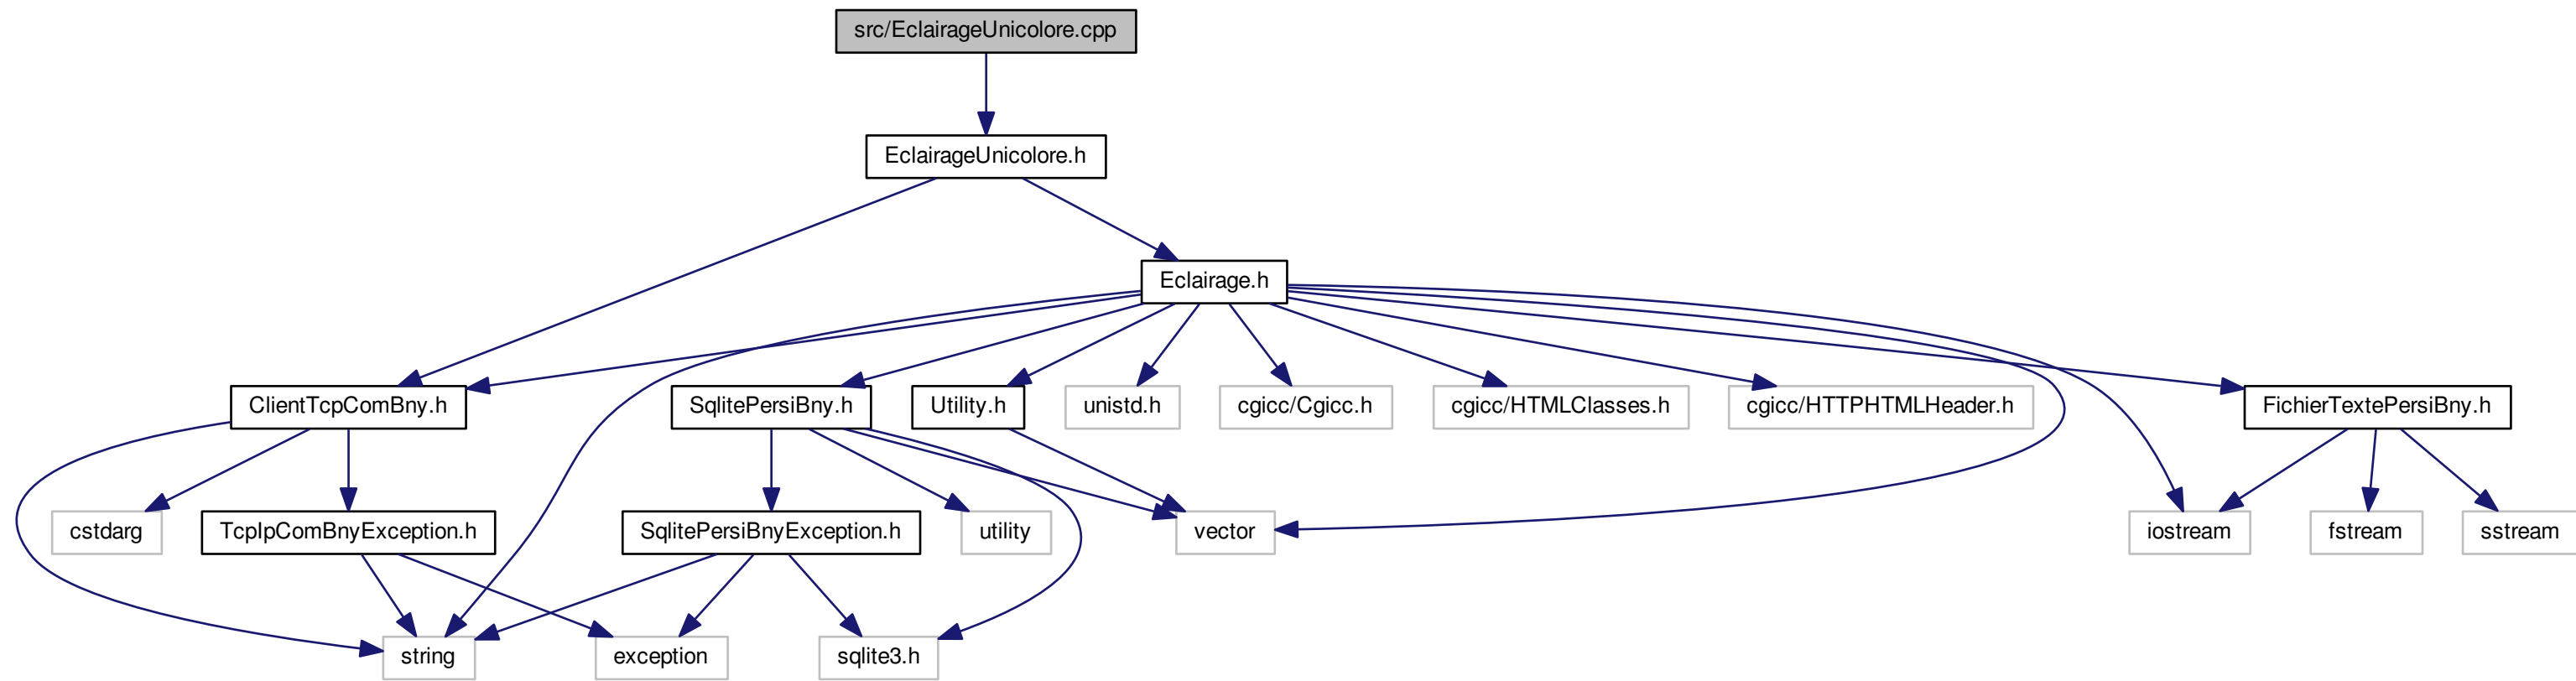 src/EclairageUnicolore.cpp
EclairageUnicolore.h
Eclairage.h
ClientTcpComBny.h
SqlitePersiBny.h
Utility.h
unistd.h
cgicc/Cgicc.h
cgicc/HTMLClasses.h
cgicc/HTTPHTMLHeader.h
FichierTextePersiBny.h
cstdarg
TcpIpComBnyException.h
SqlitePersiBnyException.h
utility
vector
iostream
fstream
sstream
string
exception
sqlite3.h